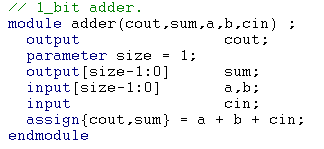 // 1_bit adder.
module adder(cout,sum,a,b,cin) ;
output cout;
parameter size = 1;
output[size-1:0] sum;
input[size-1:0] a,b;
input cin;
assign{cout,sum} = a + b + cin;
endmodule